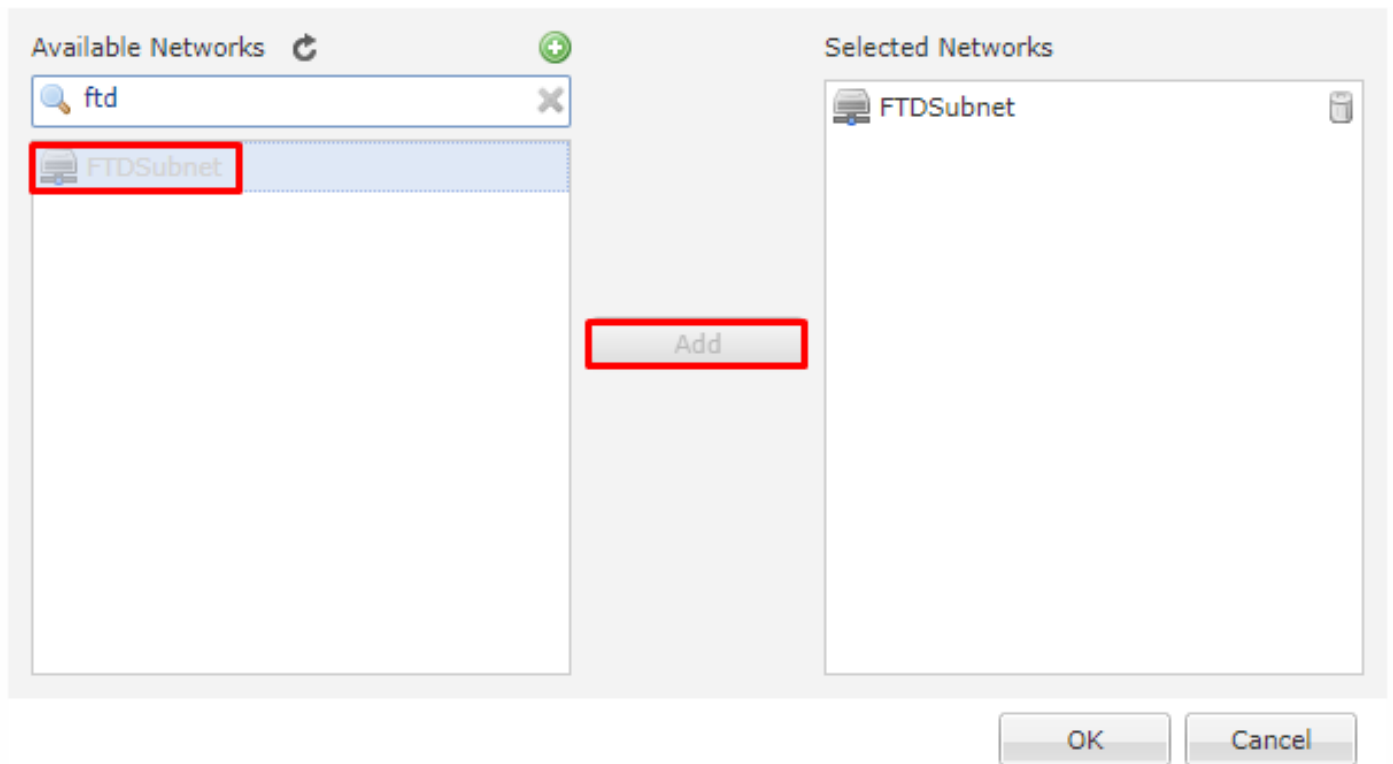 Available Networks
Selected Networks
ftd
FTDSubnet
FTDSubnet
Add
OK
Cancel